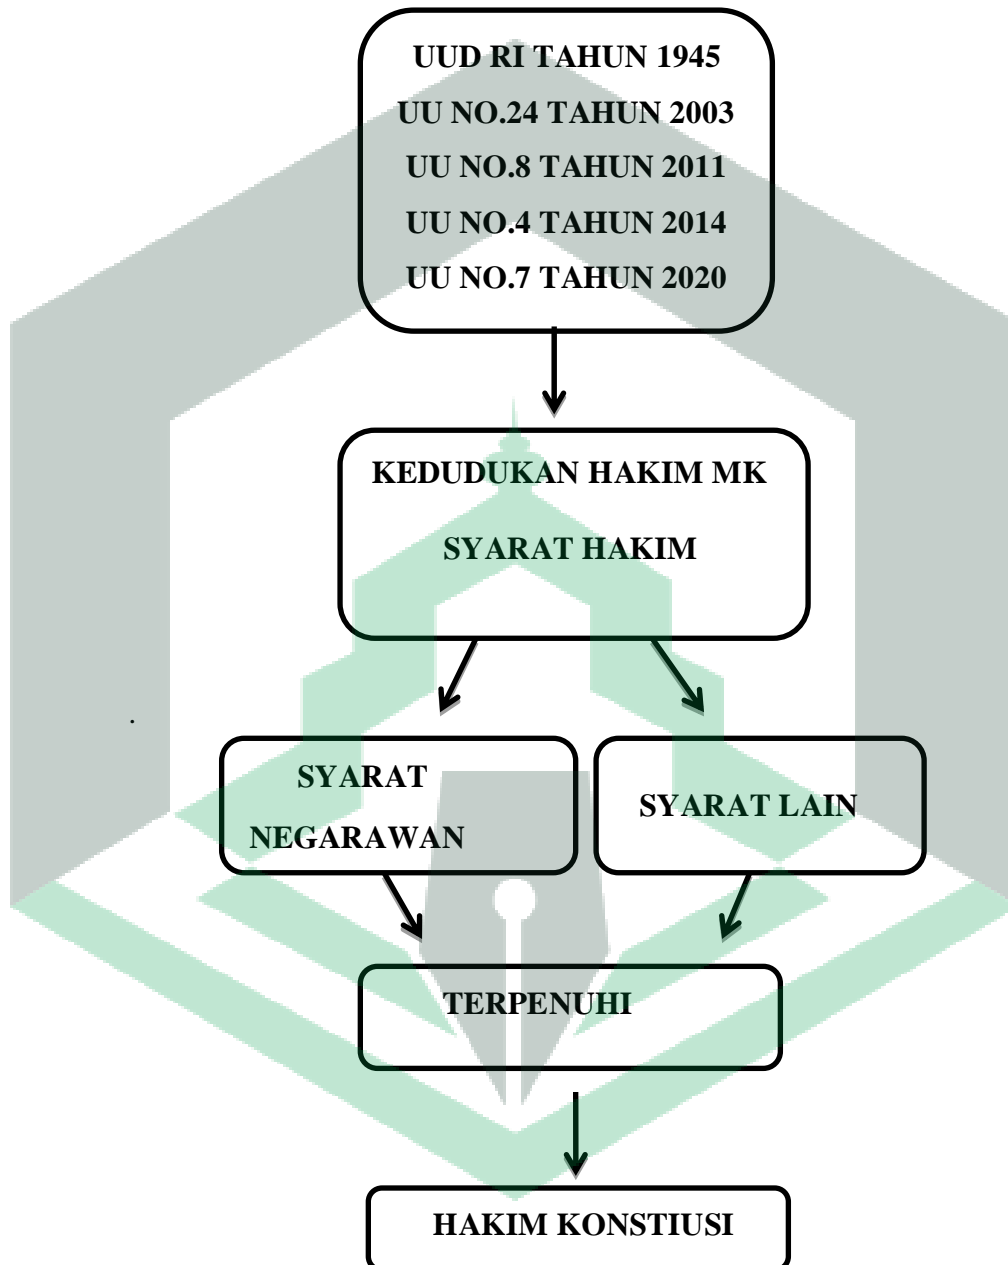 UUD RI TAHUN 1945
UU NO.24 TAHUN 2003
UU NO.8 TAHUN 2011
UU NO.4 TAHUN 2014
UU NO.7 TAHUN 2020
KEDUDUKAN HAKIM MK
SYARAT HAKIM
SYARAT
NEGARAWAN
SYARAT LAIN
TERPENUHI
HAKIM KONSTIUSI